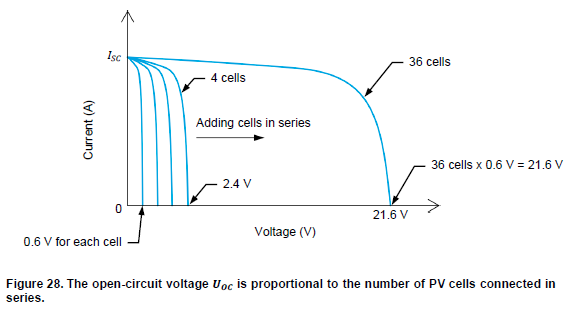 I_SC
36 cells
4 cells
Current (A)
Adding cells in series
36 cells x 0.6 V = 21.6 V
2.4 V
0
21.6 V
Voltage (V)
0.6 V for each cell
Figure 28. The open-circuit voltage U_OC is proportional to the number of PV cells connected in
series.